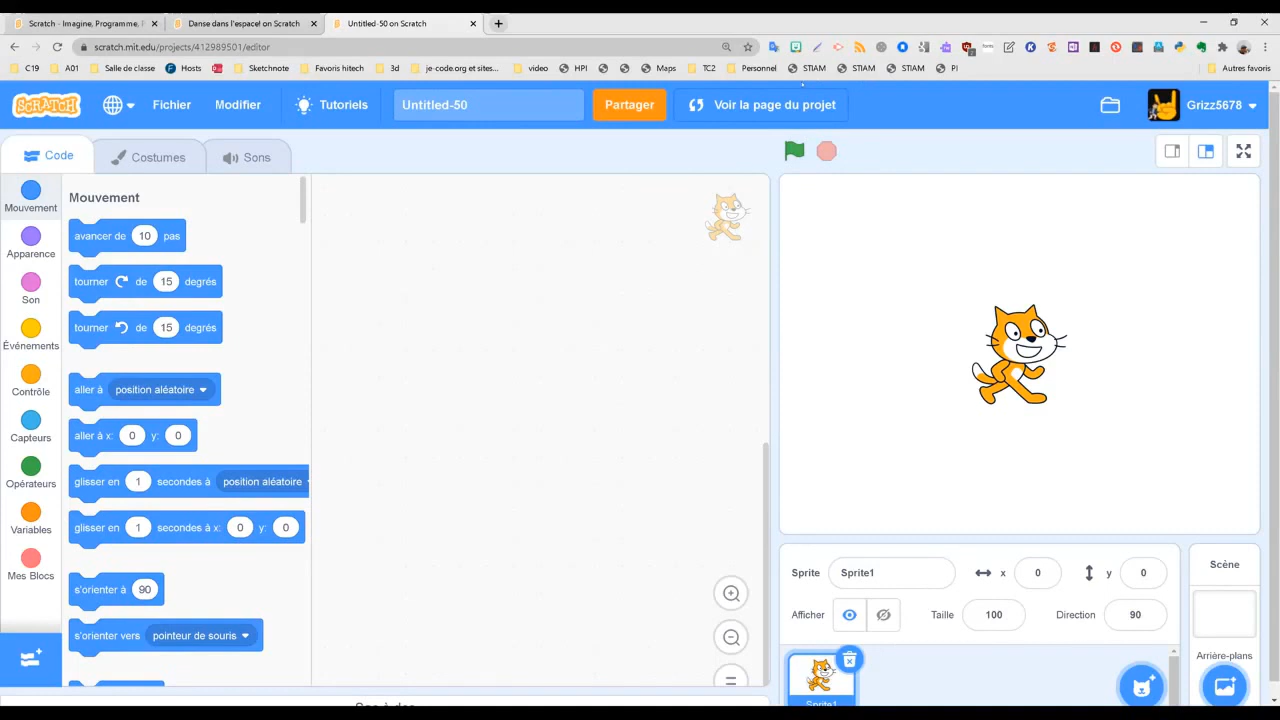 Scratch - Imagine, Programme, P
Danse dans l'espace! on Scratch
Untitled-50 on Scratch
scratch.mit.edu/projects/412989501/editor
C19
A01
Salle de classe
Hosts
Sketchnote
Favoris hitech
3d
je-code.org et sites...
video
HPI
Maps
TC2
Personnel
STIAM
STIAM
STIAM
PI
Autres favoris
SCRATCH
Fichier
Modifier
Tutoriels
Untitled-50
Partager
Voir la page du projet
Grizz5678
Code
Costumes
Sons
Mouvement
Apparence
Son
Événements
Contrôle
Capteurs
Opérateurs
Variables
Mes Blocs
Mouvement
avancer de 10 pas
tourner de 15 degrés
tourner de 15 degrés
aller à position aléatoire
aller à x: 0 y: 0
glisser en 1 secondes à position aléatoire
glisser en 1 secondes à x: 0 y: 0
s'orienter à 90
s'orienter vers pointeur de souris
Sprite Sprite1 x 0 y 0
Afficher Taille 100 Direction 90
Sprite1
Scène
Arrière-plans